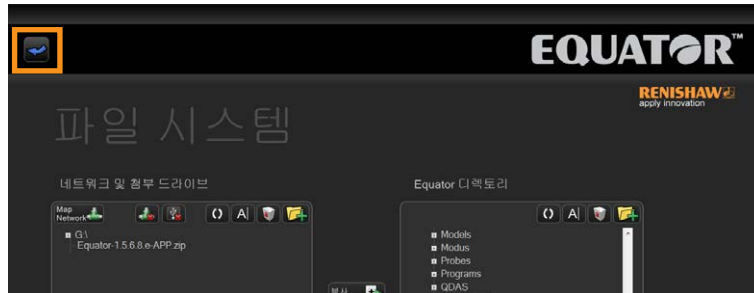 EQUATOR™
RENISHAW
apply innovation
파일 시스템
네트워크 및 첨부 드라이브
Equator 디렉토리
Map
Network
A
A
G:\
Equator-1.5.6.8.e-APP.zip
Models
Modus
Probes
Programs
QDAS
복사